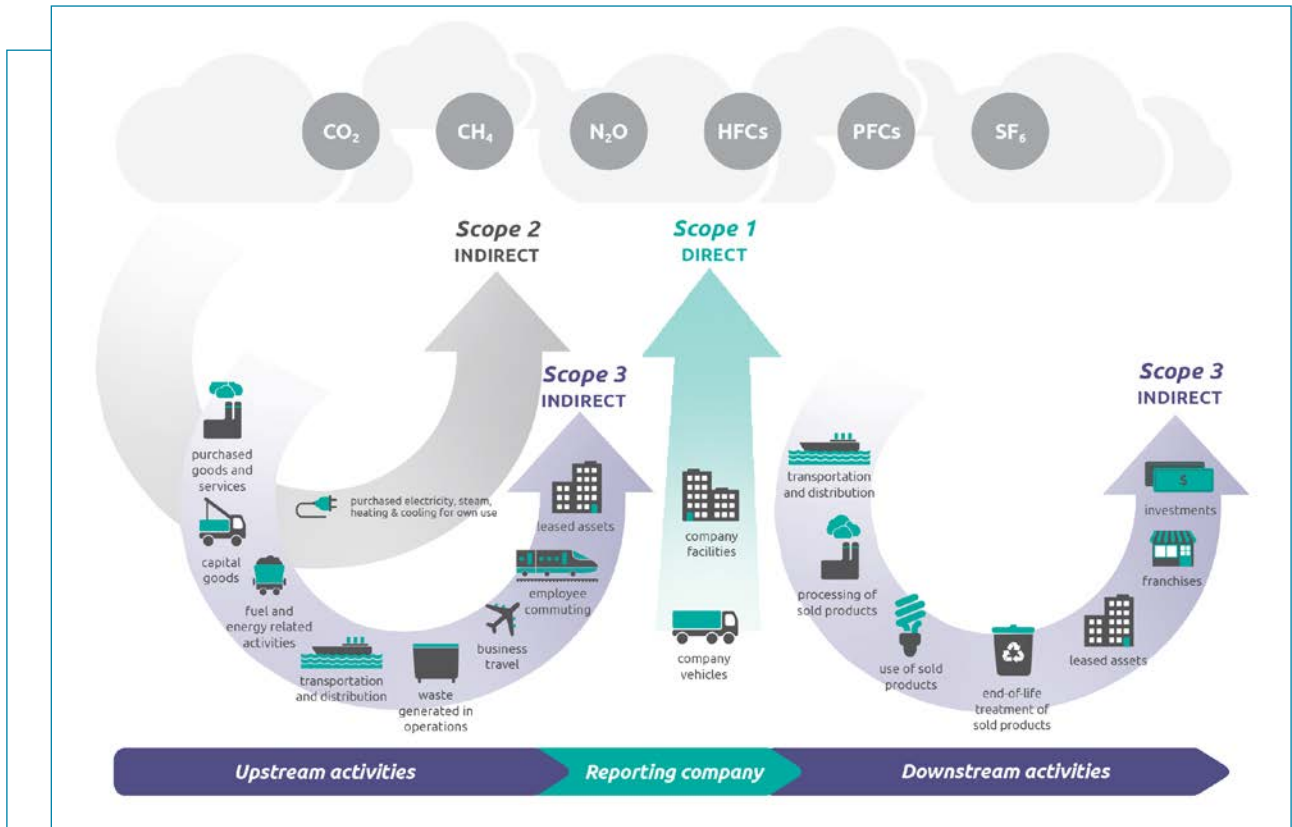 CO₂
CH₄
N₂O
HFCs
PFCs
SF₆
Scope 2
INDIRECT
Scope 1
DIRECT
Scope 3
INDIRECT
Scope 3
INDIRECT
purchased
goods and
services
capital
goods
fuel and
energy related
activities
purchased electricity, steam,
heating & cooling for own use
transportation
and distribution
waste
generated in
operations
business
travel
employee
commuting
leased assets
company
facilities
company
vehicles
transportation
and distribution
processing of
sold products
use of sold
products
end-of-life
treatment of
sold products
leased assets
franchises
$
investments
Upstream activities
Reporting company
Downstream activities